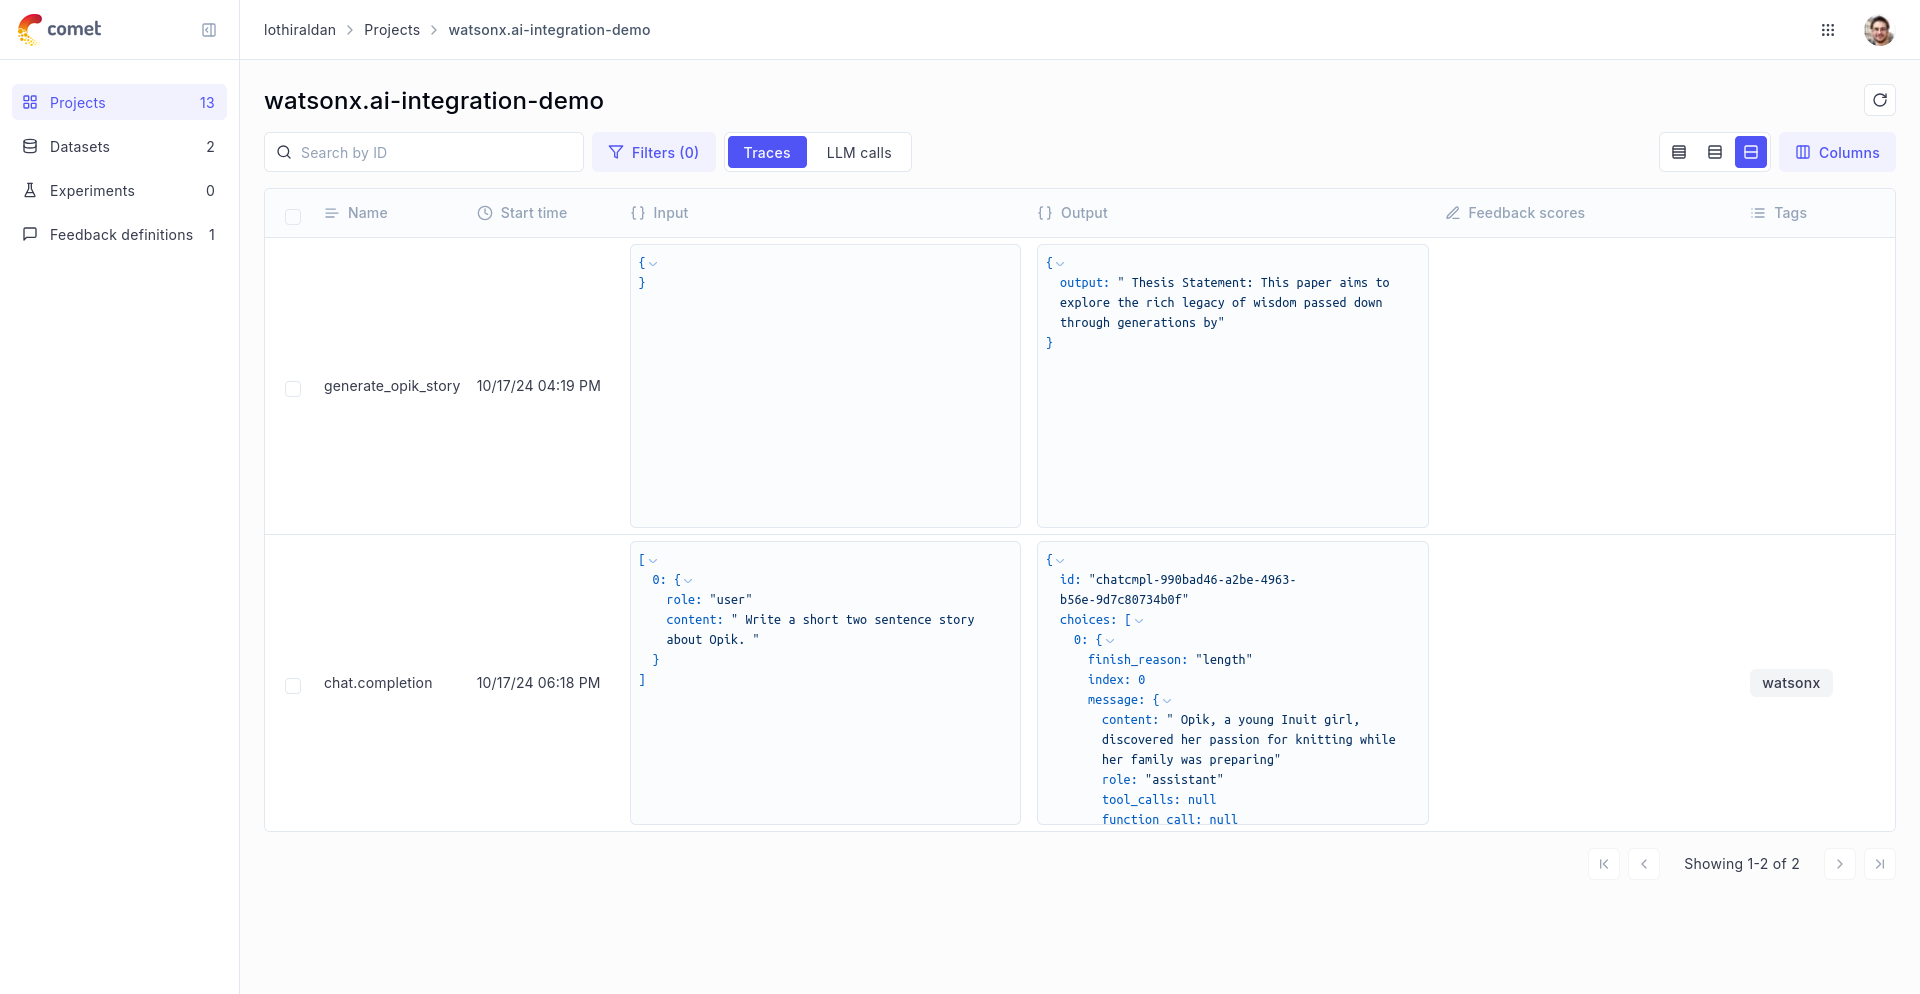 comet
lothiraldan > Projects > watsonx.ai-integration-demo
Projects 13
Datasets 2
Experiments 0
Feedback definitions 1
watsonx.ai-integration-demo
Search by ID
Filters (0)
Traces
LLM calls
Columns
Name
Start time
{ } Input
{ } Output
Feedback scores
Tags
generate_opik_story
10/17/24 04:19 PM
{
}
{
output: " Thesis Statement: This paper aims to
explore the rich legacy of wisdom passed down
through generations by"
}
chat.completion
10/17/24 06:18 PM
[
0: {
role: "user"
content: " Write a short two sentence story
about Opik. "
}
]
{
id: "chatcmpl-990bad46-a2be-4963-
b56e-9d7c80734b0f"
choices: [
0: {
finish_reason: "length"
index: 0
message: {
content: " Opik, a young Inuit girl,
discovered her passion for knitting while
her family was preparing"
role: "assistant"
tool_calls: null
function_call: null
watsonx
Showing 1-2 of 2